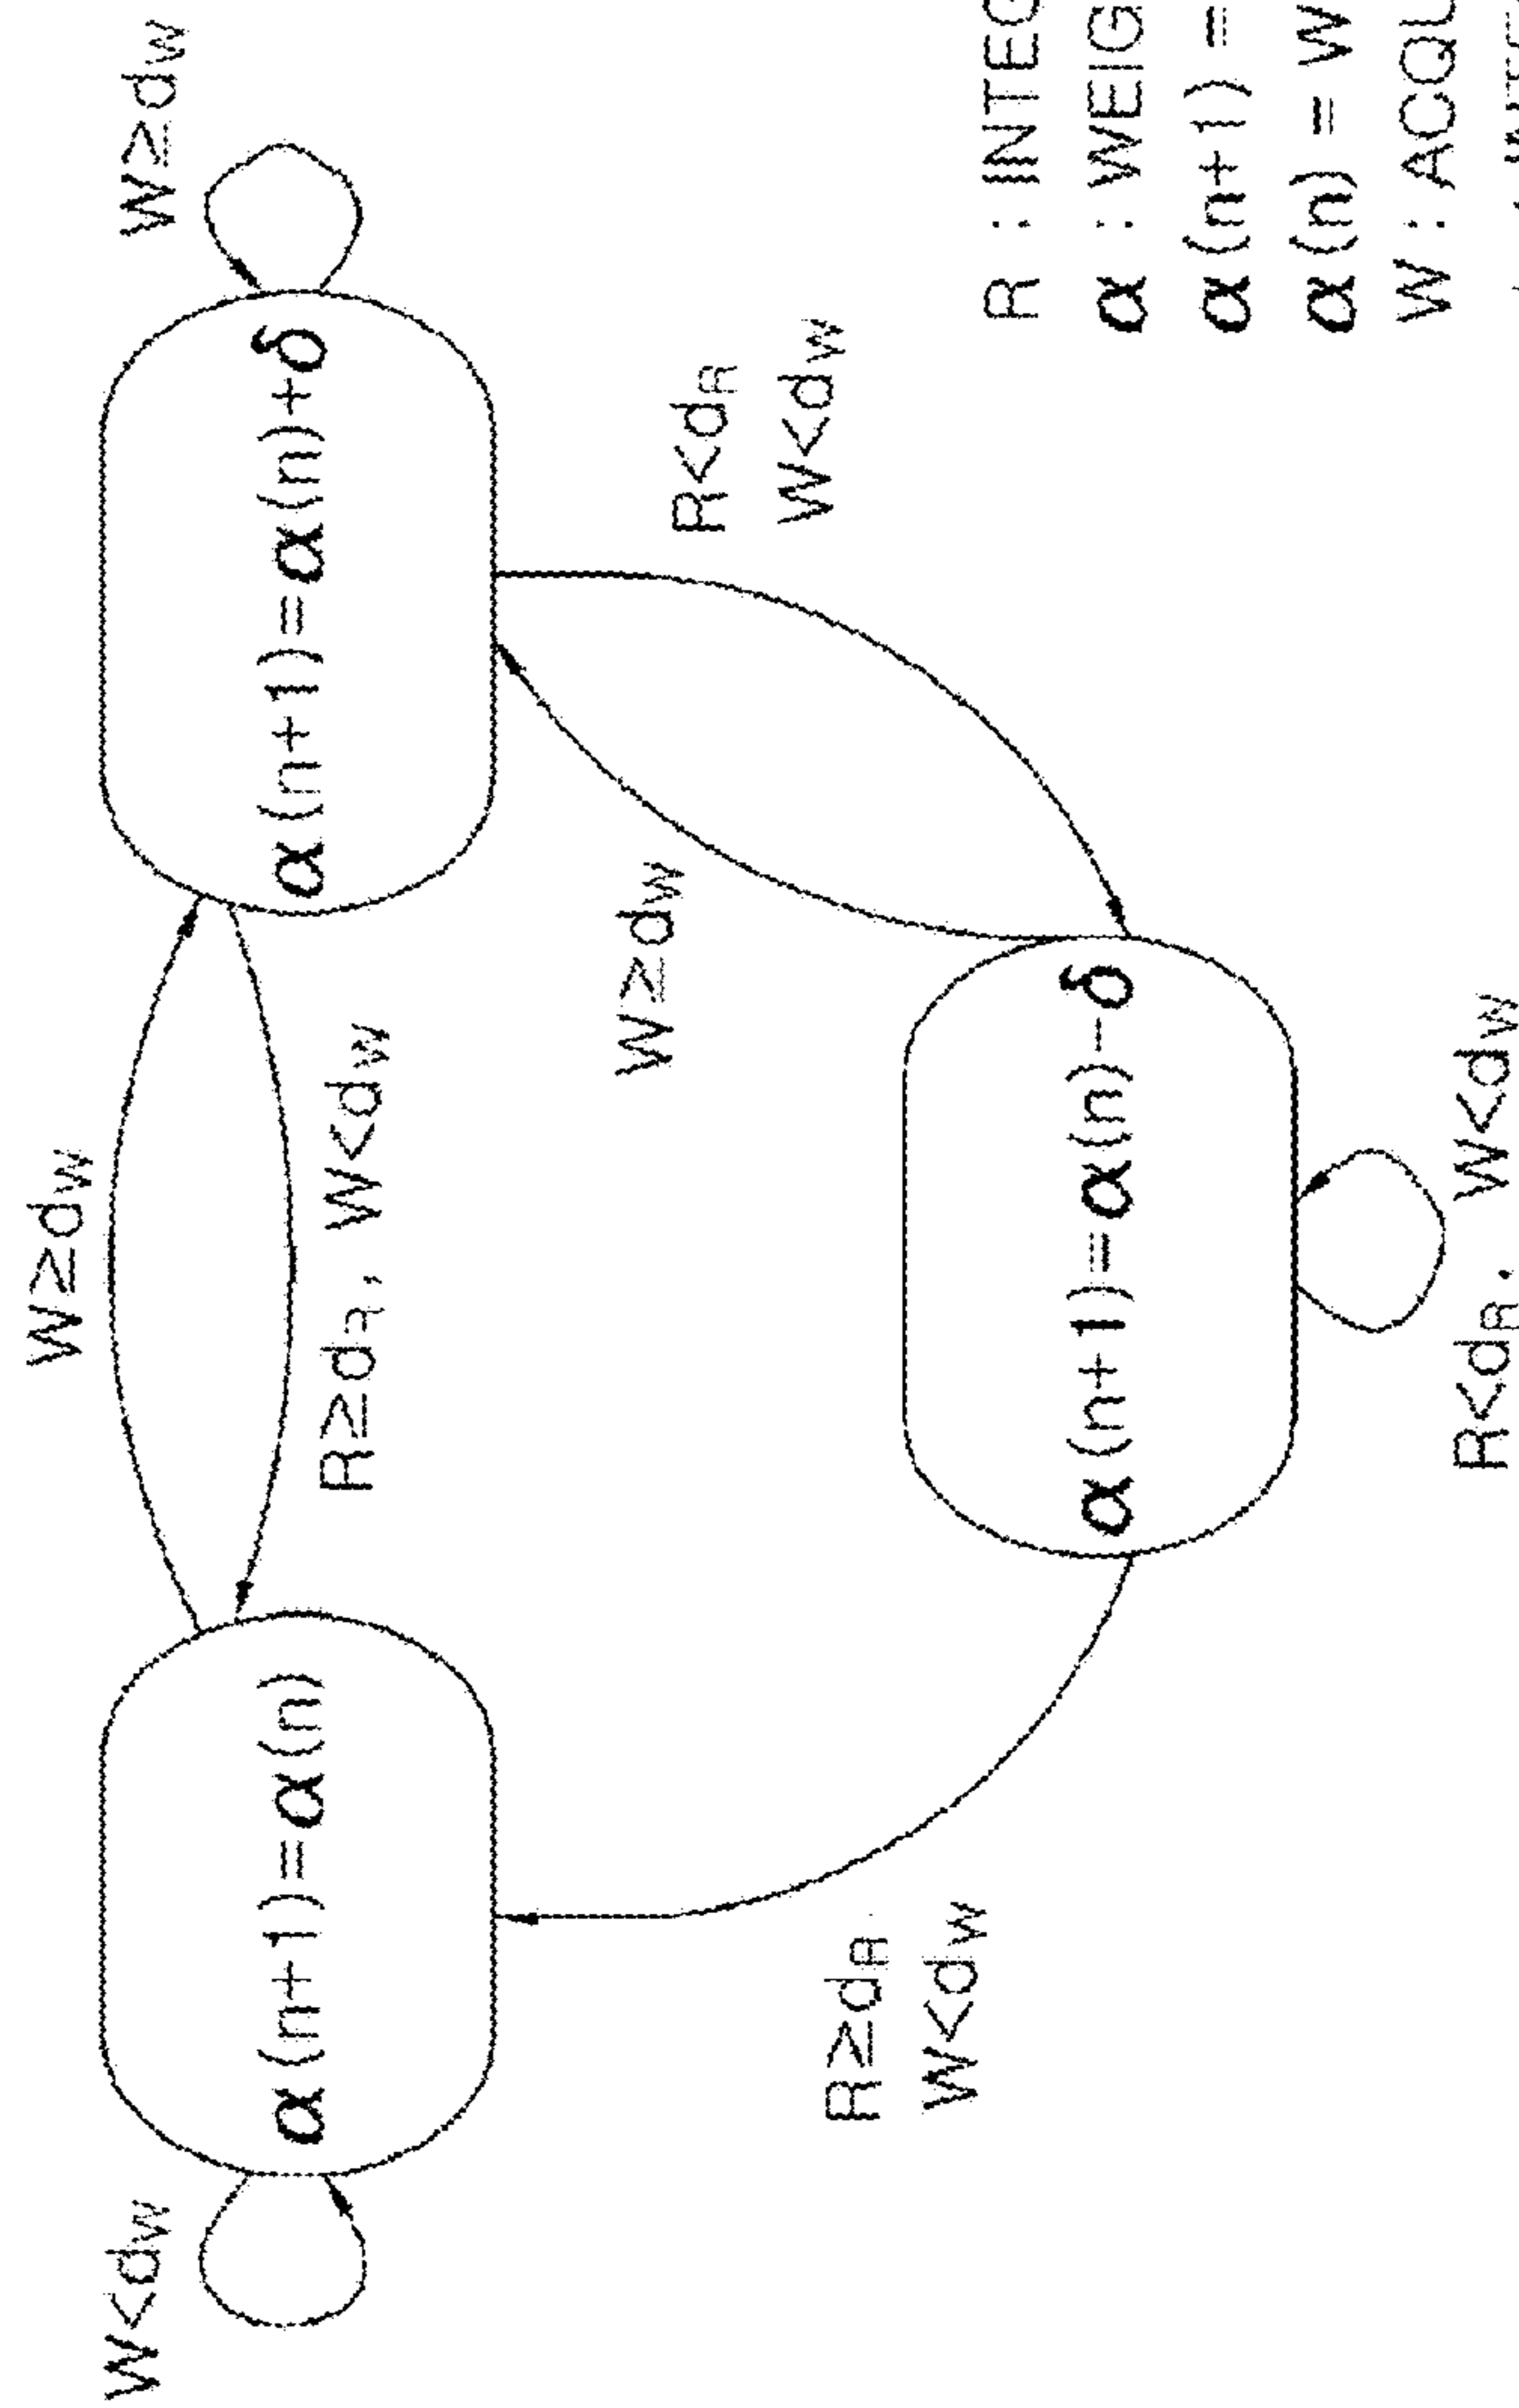 W≥dw
W≥dw
W<dw
α(n+1)=α(n)
α(n+1)=α(n)+δ
R≥dR, W<dw
W≥dw
R<dR
W<dw
R≥dR
W<dw
α(n+1)=α(n)-δ
R<dR, W<dw
R : INTEG
α : WEIG
α(n+1) =
α(n) = W
W : ACQU